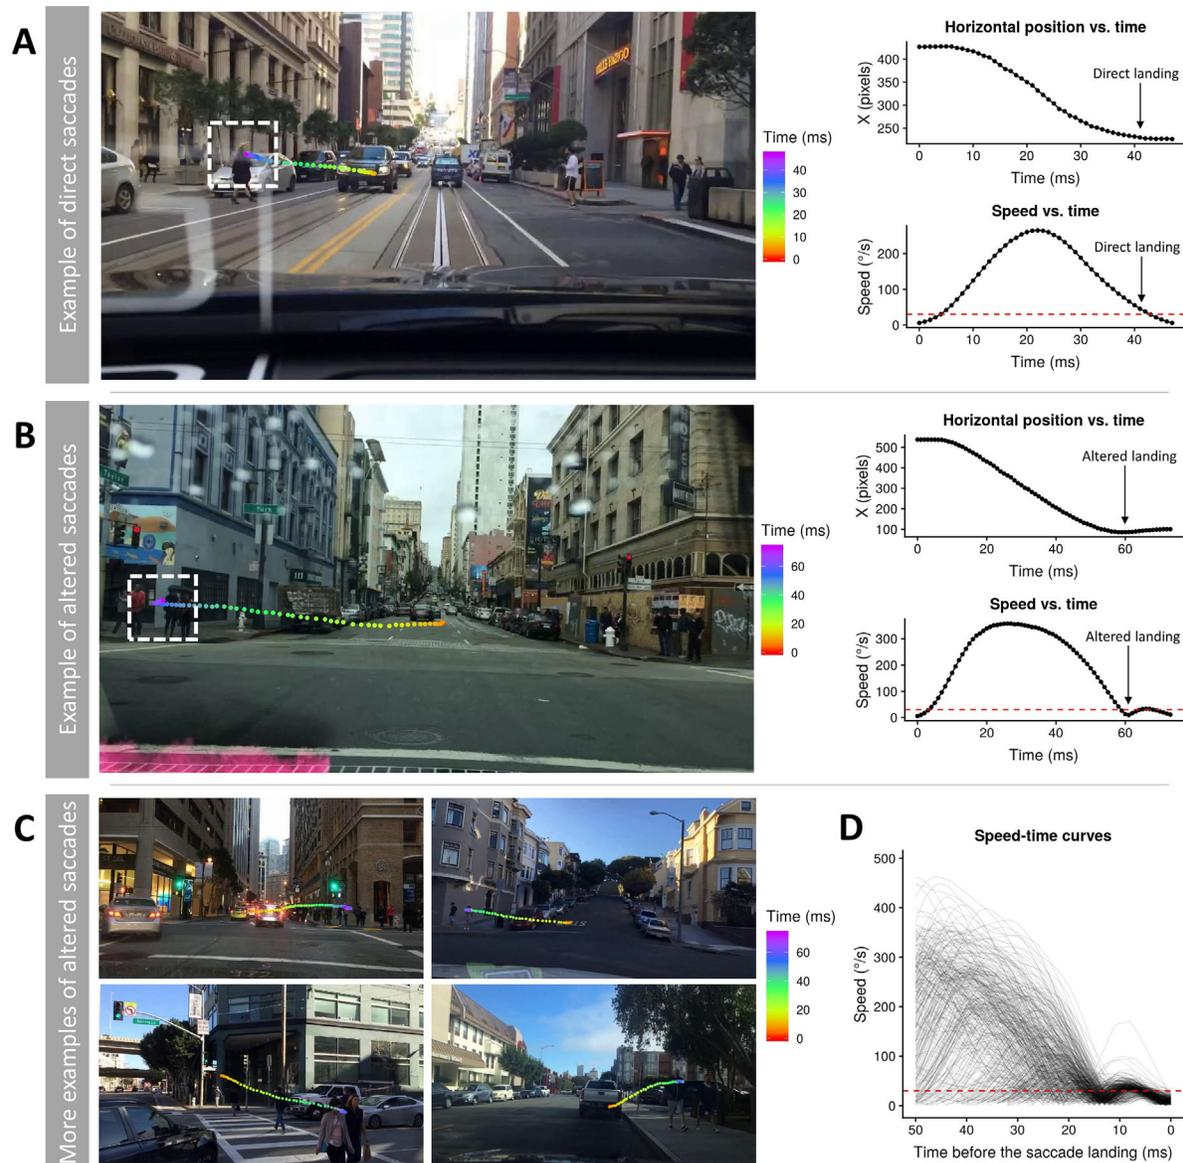 A
Example of direct saccades
WELLS FARGO
Time (ms)
40
30
20
10
0
Horizontal position vs. time
X (pixels)
400
350
300
250
Direct landing
0
10
20
30
40
Time (ms)
Speed vs. time
Speed (°/s)
200
100
0
Direct landing
0
10
20
30
40
Time (ms)
B
Example of altered saccades
Taylor
Turk
Time (ms)
60
40
20
0
Horizontal position vs. time
X (pixels)
500
400
300
200
100
Altered landing
0
20
40
60
Time (ms)
Speed vs. time
Speed (°/s)
300
200
100
0
Altered landing
0
20
40
60
Time (ms)
C
More examples of altered saccades
Time (ms)
60
40
20
0
D
Speed-time curves
Speed (°/s)
500
400
300
200
100
0
50
40
30
20
10
0
Time before the saccade landing (ms)